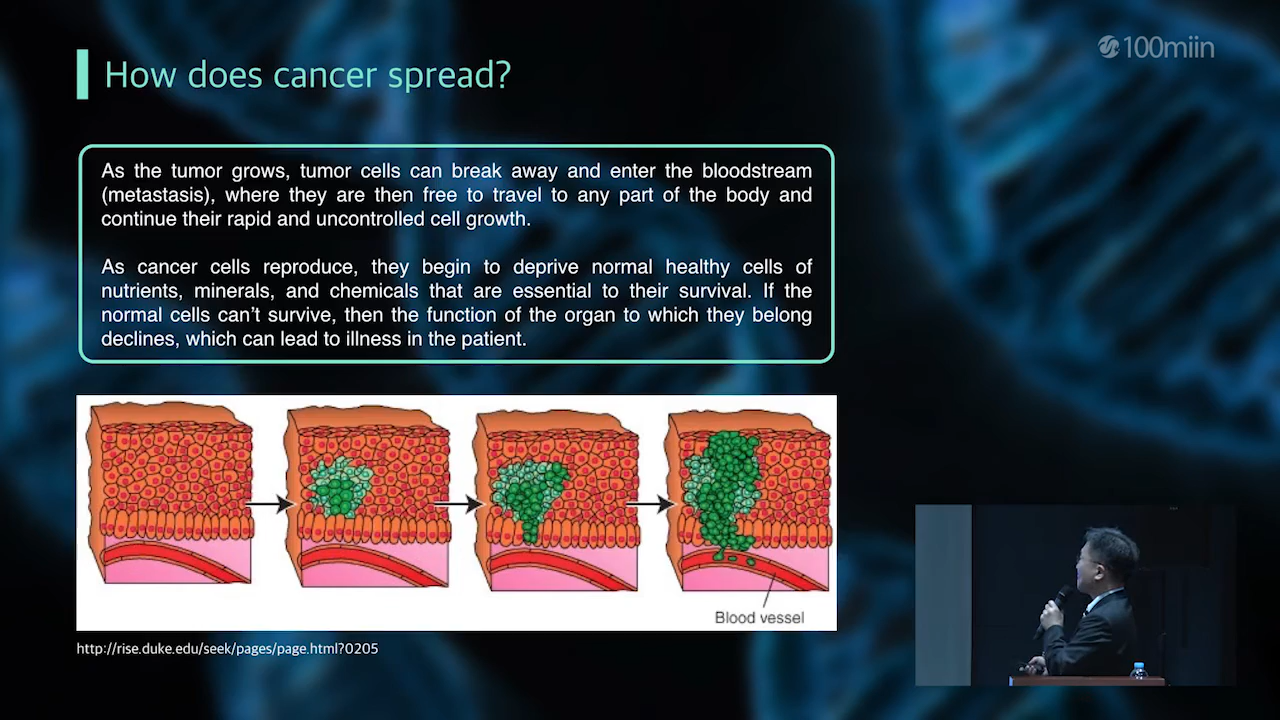 100miin
How does cancer spread?
As the tumor grows, tumor cells can break away and enter the bloodstream
(metastasis), where they are then free to travel to any part of the body and
continue their rapid and uncontrolled cell growth.
As cancer cells reproduce, they begin to deprive normal healthy cells of
nutrients, minerals, and chemicals that are essential to their survival. If the
normal cells can’t survive, then the function of the organ to which they belong
declines, which can lead to illness in the patient.
Blood vessel
http://rise.duke.edu/seek/pages/page.html?0205